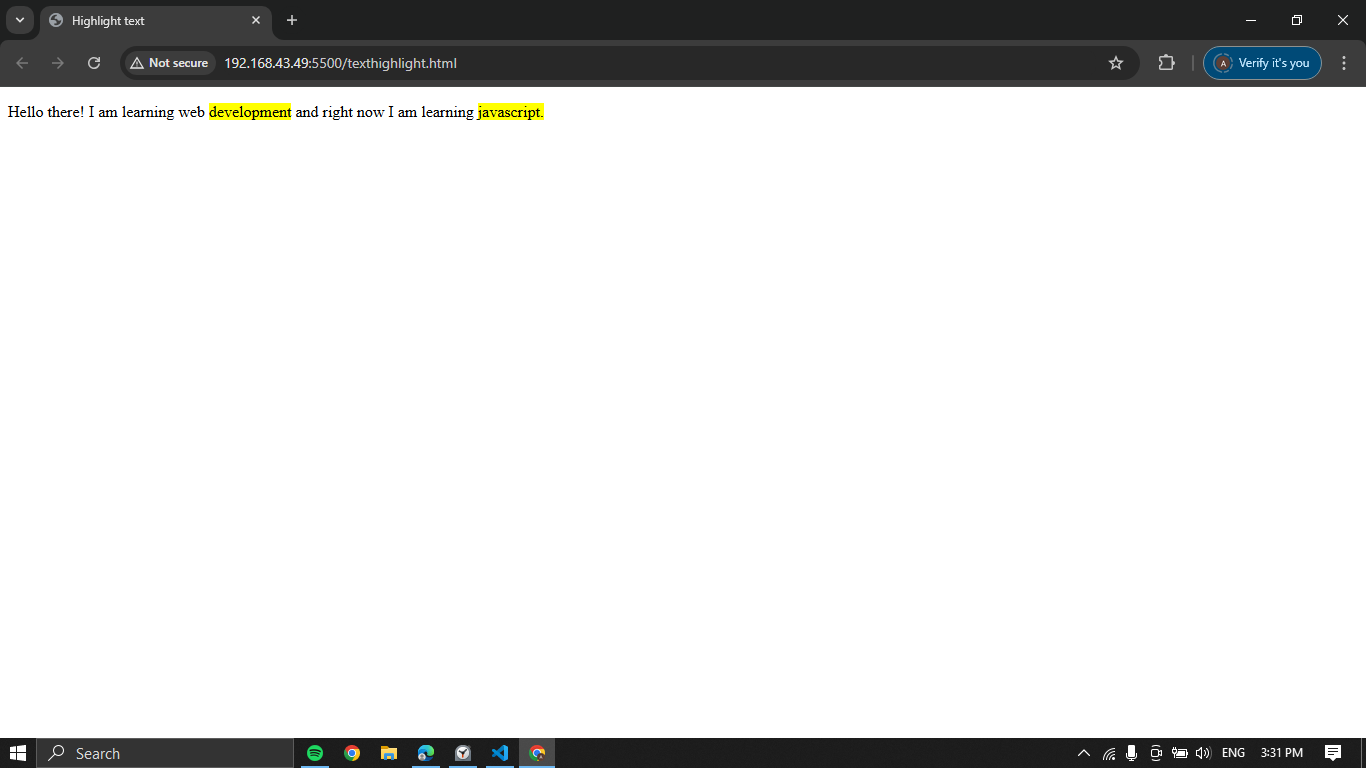 Highlight text
Not secure 192.168.43.49:5500/texthighlight.html A Verify it's you
Hello there! I am learning web development and right now I am learning javascript.
Search ENG 3:31 PM